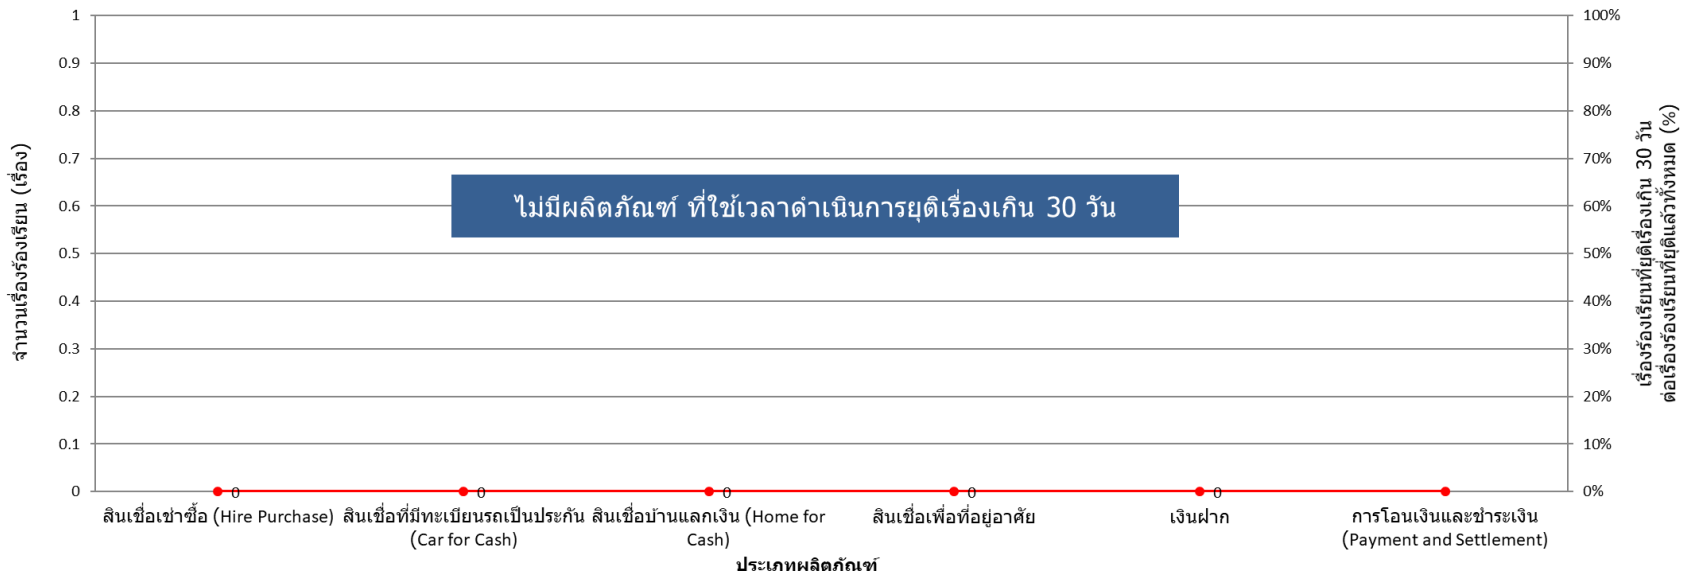 1
0.9
0.8
0.7
0.6
0.5
0.4
0.3
0.2
0.1
0
จำนวนเรื่องร้องเรียน (เรื่อง)
ไม่มีผลิตภัณฑ์ ที่ใช้เวลาดำเนินการยุติเรื่องเกิน 30 วัน
100%
90%
80%
70%
60%
50%
40%
30%
20%
10%
0%
เรื่องร้องเรียนที่ยุติเรื่องเกิน 30 วัน
ต่อเรื่องร้องเรียนที่ยุติแล้วทั้งหมด (%)
0 0 0 0 0
สินเชื่อเช่าซื้อ (Hire Purchase)
สินเชื่อที่มีทะเบียนรถเป็นประกัน
(Car for Cash)
สินเชื่อบ้านแลกเงิน (Home for
Cash)
สินเชื่อเพื่อที่อยู่อาศัย
เงินฝาก
การโอนเงินและชำระเงิน
(Payment and Settlement)
ประเภทผลิตภัณฑ์